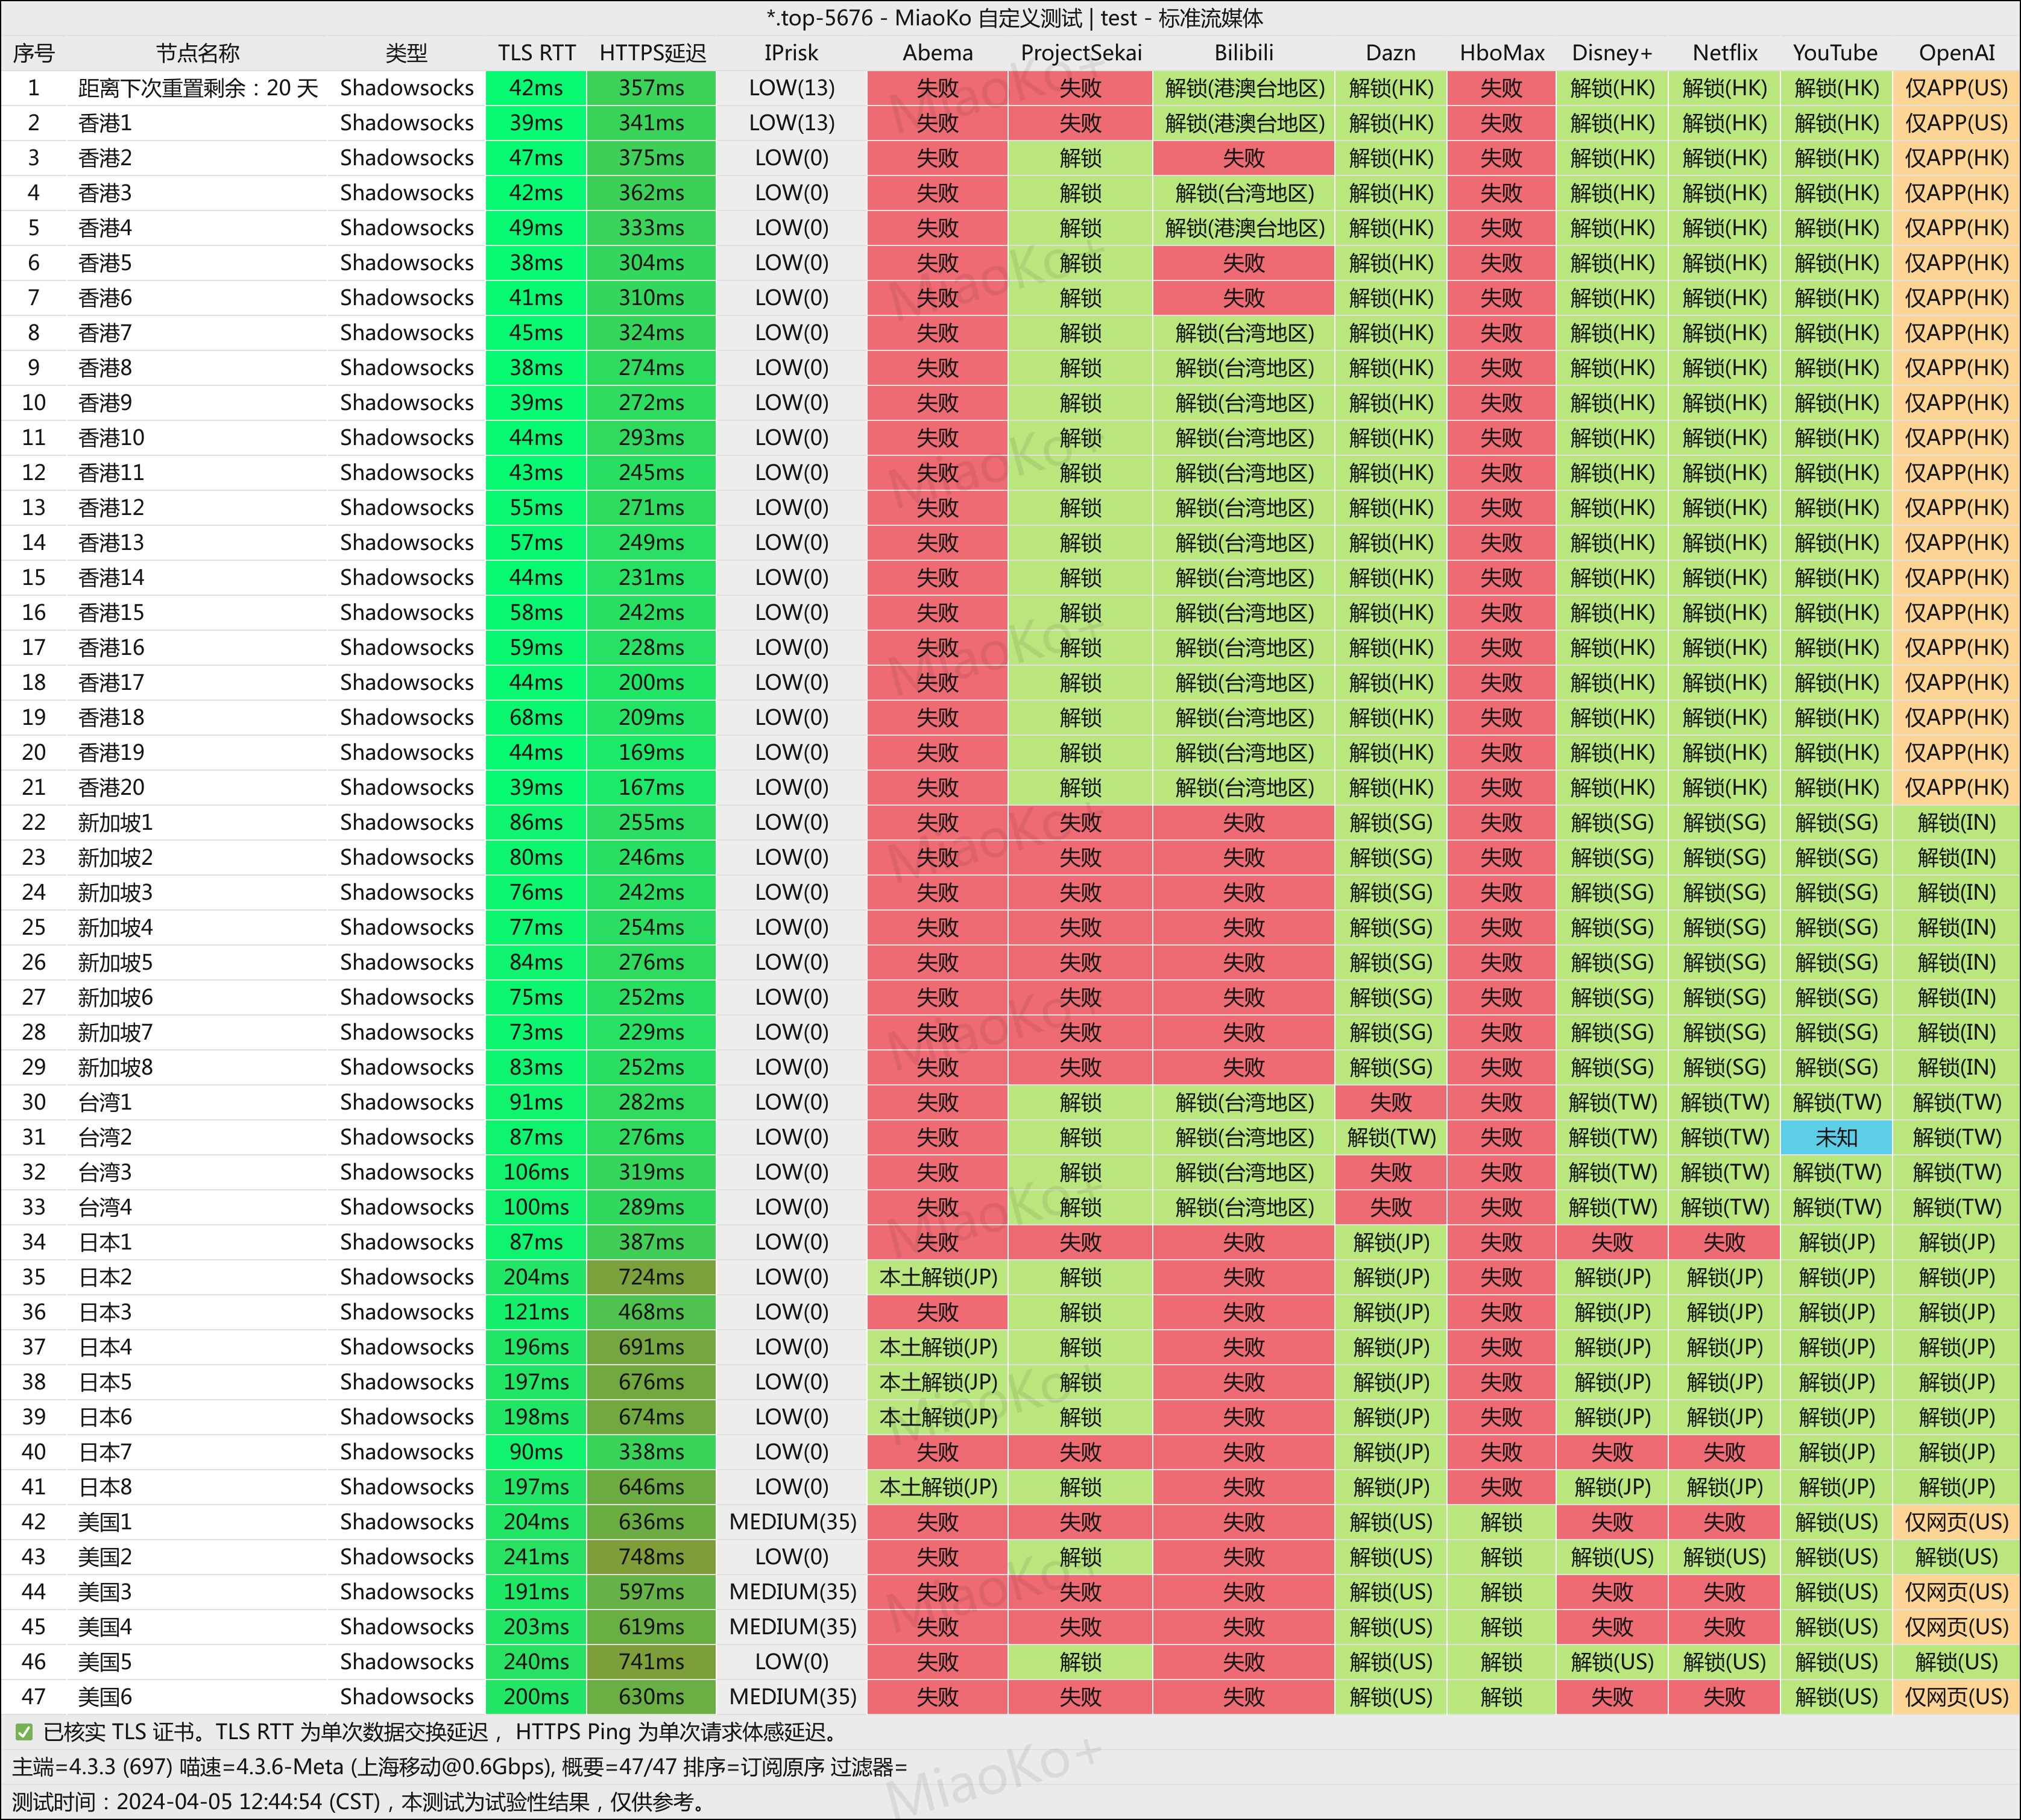 *.top-5676 - MiaoKo 自定义测试 | test - 标准流媒体
序号 节点名称 类型 TLS RTT HTTPS延迟 IPrisk Abema ProjectSekai Bilibili Dazn HboMax Disney+ Netflix YouTube OpenAI
1 距离下次重置剩余：20 天 Shadowsocks 42ms 357ms LOW(13) 失败 失败 解锁(港澳台地区) 解锁(HK) 失败 解锁(HK) 解锁(HK) 解锁(HK) 仅APP(US)
2 香港1 Shadowsocks 39ms 341ms LOW(13) 失败 失败 解锁(港澳台地区) 解锁(HK) 失败 解锁(HK) 解锁(HK) 解锁(HK) 仅APP(US)
3 香港2 Shadowsocks 47ms 375ms LOW(0) 失败 解锁 失败 解锁(HK) 失败 解锁(HK) 解锁(HK) 解锁(HK) 仅APP(HK)
4 香港3 Shadowsocks 42ms 362ms LOW(0) 失败 解锁 解锁(台湾地区) 解锁(HK) 失败 解锁(HK) 解锁(HK) 解锁(HK) 仅APP(HK)
5 香港4 Shadowsocks 49ms 333ms LOW(0) 失败 解锁 解锁(港澳台地区) 解锁(HK) 失败 解锁(HK) 解锁(HK) 解锁(HK) 仅APP(HK)
6 香港5 Shadowsocks 38ms 304ms LOW(0) 失败 解锁 失败 解锁(HK) 失败 解锁(HK) 解锁(HK) 解锁(HK) 仅APP(HK)
7 香港6 Shadowsocks 41ms 310ms LOW(0) 失败 解锁 失败 解锁(HK) 失败 解锁(HK) 解锁(HK) 解锁(HK) 仅APP(HK)
8 香港7 Shadowsocks 45ms 324ms LOW(0) 失败 解锁 解锁(台湾地区) 解锁(HK) 失败 解锁(HK) 解锁(HK) 解锁(HK) 仅APP(HK)
9 香港8 Shadowsocks 38ms 274ms LOW(0) 失败 解锁 解锁(台湾地区) 解锁(HK) 失败 解锁(HK) 解锁(HK) 解锁(HK) 仅APP(HK)
10 香港9 Shadowsocks 39ms 272ms LOW(0) 失败 解锁 解锁(台湾地区) 解锁(HK) 失败 解锁(HK) 解锁(HK) 解锁(HK) 仅APP(HK)
11 香港10 Shadowsocks 44ms 293ms LOW(0) 失败 解锁 解锁(台湾地区) 解锁(HK) 失败 解锁(HK) 解锁(HK) 解锁(HK) 仅APP(HK)
12 香港11 Shadowsocks 43ms 245ms LOW(0) 失败 解锁 解锁(台湾地区) 解锁(HK) 失败 解锁(HK) 解锁(HK) 解锁(HK) 仅APP(HK)
13 香港12 Shadowsocks 55ms 271ms LOW(0) 失败 解锁 解锁(台湾地区) 解锁(HK) 失败 解锁(HK) 解锁(HK) 解锁(HK) 仅APP(HK)
14 香港13 Shadowsocks 57ms 249ms LOW(0) 失败 解锁 解锁(台湾地区) 解锁(HK) 失败 解锁(HK) 解锁(HK) 解锁(HK) 仅APP(HK)
15 香港14 Shadowsocks 44ms 231ms LOW(0) 失败 解锁 解锁(台湾地区) 解锁(HK) 失败 解锁(HK) 解锁(HK) 解锁(HK) 仅APP(HK)
16 香港15 Shadowsocks 58ms 242ms LOW(0) 失败 解锁 解锁(台湾地区) 解锁(HK) 失败 解锁(HK) 解锁(HK) 解锁(HK) 仅APP(HK)
17 香港16 Shadowsocks 59ms 228ms LOW(0) 失败 解锁 解锁(台湾地区) 解锁(HK) 失败 解锁(HK) 解锁(HK) 解锁(HK) 仅APP(HK)
18 香港17 Shadowsocks 44ms 200ms LOW(0) 失败 解锁 解锁(台湾地区) 解锁(HK) 失败 解锁(HK) 解锁(HK) 解锁(HK) 仅APP(HK)
19 香港18 Shadowsocks 68ms 209ms LOW(0) 失败 解锁 解锁(台湾地区) 解锁(HK) 失败 解锁(HK) 解锁(HK) 解锁(HK) 仅APP(HK)
20 香港19 Shadowsocks 44ms 169ms LOW(0) 失败 解锁 解锁(台湾地区) 解锁(HK) 失败 解锁(HK) 解锁(HK) 解锁(HK) 仅APP(HK)
21 香港20 Shadowsocks 39ms 167ms LOW(0) 失败 解锁 解锁(台湾地区) 解锁(HK) 失败 解锁(HK) 解锁(HK) 解锁(HK) 仅APP(HK)
22 新加坡1 Shadowsocks 86ms 255ms LOW(0) 失败 失败 失败 解锁(SG) 失败 解锁(SG) 解锁(SG) 解锁(SG) 解锁(IN)
23 新加坡2 Shadowsocks 80ms 246ms LOW(0) 失败 失败 失败 解锁(SG) 失败 解锁(SG) 解锁(SG) 解锁(SG) 解锁(IN)
24 新加坡3 Shadowsocks 76ms 242ms LOW(0) 失败 失败 失败 解锁(SG) 失败 解锁(SG) 解锁(SG) 解锁(SG) 解锁(IN)
25 新加坡4 Shadowsocks 77ms 254ms LOW(0) 失败 失败 失败 解锁(SG) 失败 解锁(SG) 解锁(SG) 解锁(SG) 解锁(IN)
26 新加坡5 Shadowsocks 84ms 276ms LOW(0) 失败 失败 失败 解锁(SG) 失败 解锁(SG) 解锁(SG) 解锁(SG) 解锁(IN)
27 新加坡6 Shadowsocks 75ms 252ms LOW(0) 失败 失败 失败 解锁(SG) 失败 解锁(SG) 解锁(SG) 解锁(SG) 解锁(IN)
28 新加坡7 Shadowsocks 73ms 229ms LOW(0) 失败 失败 失败 解锁(SG) 失败 解锁(SG) 解锁(SG) 解锁(SG) 解锁(IN)
29 新加坡8 Shadowsocks 83ms 252ms LOW(0) 失败 失败 失败 解锁(SG) 失败 解锁(SG) 解锁(SG) 解锁(SG) 解锁(IN)
30 台湾1 Shadowsocks 91ms 282ms LOW(0) 失败 解锁 解锁(台湾地区) 失败 失败 解锁(TW) 解锁(TW) 解锁(TW) 解锁(TW)
31 台湾2 Shadowsocks 87ms 276ms LOW(0) 失败 解锁 解锁(台湾地区) 解锁(TW) 失败 解锁(TW) 解锁(TW) 未知 解锁(TW)
32 台湾3 Shadowsocks 106ms 319ms LOW(0) 失败 解锁 解锁(台湾地区) 失败 失败 解锁(TW) 解锁(TW) 解锁(TW) 解锁(TW)
33 台湾4 Shadowsocks 100ms 289ms LOW(0) 失败 解锁 解锁(台湾地区) 失败 失败 解锁(TW) 解锁(TW) 解锁(TW) 解锁(TW)
34 日本1 Shadowsocks 87ms 387ms LOW(0) 失败 失败 失败 解锁(JP) 失败 失败 失败 解锁(JP) 解锁(JP)
35 日本2 Shadowsocks 204ms 724ms LOW(0) 本土解锁(JP) 解锁 失败 解锁(JP) 失败 解锁(JP) 解锁(JP) 解锁(JP) 解锁(JP)
36 日本3 Shadowsocks 121ms 468ms LOW(0) 失败 解锁 失败 解锁(JP) 失败 解锁(JP) 解锁(JP) 解锁(JP) 解锁(JP)
37 日本4 Shadowsocks 196ms 691ms LOW(0) 本土解锁(JP) 解锁 失败 解锁(JP) 失败 解锁(JP) 解锁(JP) 解锁(JP) 解锁(JP)
38 日本5 Shadowsocks 197ms 676ms LOW(0) 本土解锁(JP) 解锁 失败 解锁(JP) 失败 解锁(JP) 解锁(JP) 解锁(JP) 解锁(JP)
39 日本6 Shadowsocks 198ms 674ms LOW(0) 本土解锁(JP) 解锁 失败 解锁(JP) 失败 解锁(JP) 解锁(JP) 解锁(JP) 解锁(JP)
40 日本7 Shadowsocks 90ms 338ms LOW(0) 失败 失败 失败 解锁(JP) 失败 失败 失败 解锁(JP) 解锁(JP)
41 日本8 Shadowsocks 197ms 646ms LOW(0) 本土解锁(JP) 解锁 失败 解锁(JP) 失败 解锁(JP) 解锁(JP) 解锁(JP) 解锁(JP)
42 美国1 Shadowsocks 204ms 636ms MEDIUM(35) 失败 失败 失败 解锁(US) 解锁 失败 失败 解锁(US) 仅网页(US)
43 美国2 Shadowsocks 241ms 748ms LOW(0) 失败 解锁 失败 解锁(US) 解锁 解锁(US) 解锁(US) 解锁(US) 解锁(US)
44 美国3 Shadowsocks 191ms 597ms MEDIUM(35) 失败 失败 失败 解锁(US) 解锁 失败 失败 解锁(US) 仅网页(US)
45 美国4 Shadowsocks 203ms 619ms MEDIUM(35) 失败 失败 失败 解锁(US) 解锁 失败 失败 解锁(US) 仅网页(US)
46 美国5 Shadowsocks 240ms 741ms LOW(0) 失败 解锁 失败 解锁(US) 解锁 解锁(US) 解锁(US) 解锁(US) 解锁(US)
47 美国6 Shadowsocks 200ms 630ms MEDIUM(35) 失败 失败 失败 解锁(US) 解锁 失败 失败 解锁(US) 仅网页(US)
✅ 已核实 TLS 证书。TLS RTT 为单次数据交换延迟， HTTPS Ping 为单次请求体感延迟。
主端=4.3.3 (697) 喵速=4.3.6-Meta (上海移动@0.6Gbps), 概要=47/47 排序=订阅原序 过滤器=
测试时间：2024-04-05 12:44:54 (CST)，本测试为试验性结果，仅供参考。
MiaoKo+
MiaoKo+
MiaoKo+
MiaoKo+
MiaoKo+
MiaoKo+
MiaoKo+
MiaoKo+
MiaoKo+
MiaoKo+